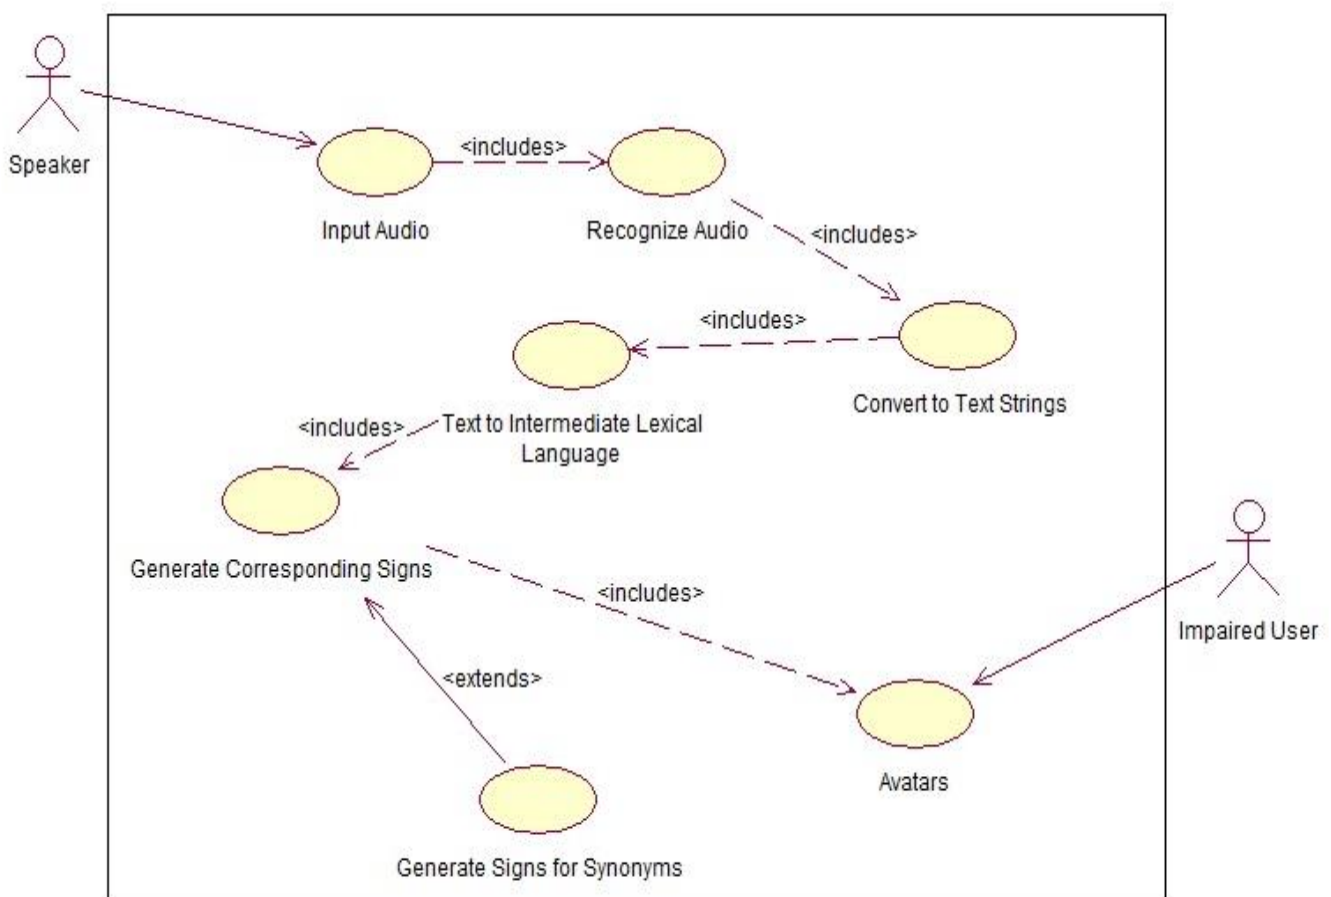 Speaker
<includes>
Input Audio
Recognize Audio
<includes>
<includes>
Convert to Text Strings
Text to Intermediate Lexical
Language
<includes>
Generate Corresponding Signs
<includes>
Impaired User
<extends>
Avatars
Generate Signs for Synonyms